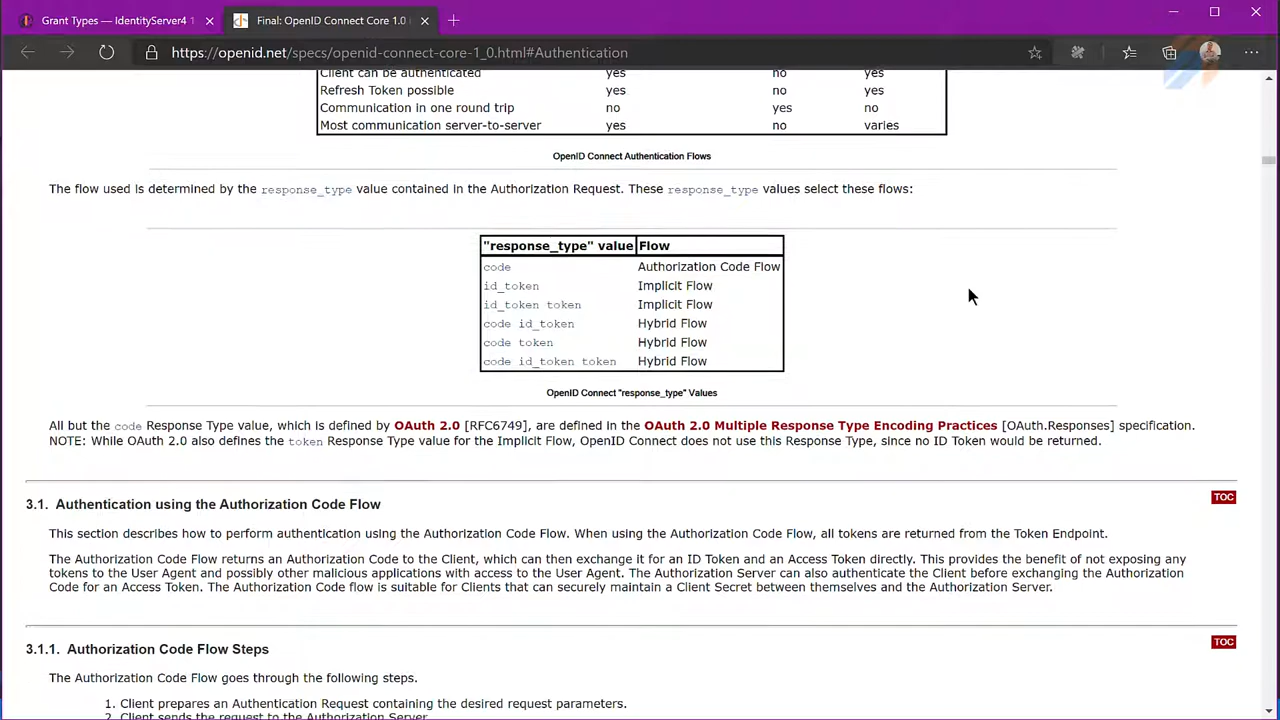 Grant Types — IdentityServer4 1
Final: OpenID Connect Core 1.0
https://openid.net/specs/openid-connect-core-1_0.html#Authentication
Client can be authenticated yes no yes
Refresh Token possible yes no yes
Communication in one round trip no yes no
Most communication server-to-server yes no varies
OpenID Connect Authentication Flows
The flow used is determined by the response_type value contained in the Authorization Request. These response_type values select these flows:
"response_type" value Flow
code Authorization Code Flow
id_token Implicit Flow
id_token token Implicit Flow
code id_token Hybrid Flow
code token Hybrid Flow
code id_token token Hybrid Flow
OpenID Connect "response_type" Values
All but the code Response Type value, which is defined by OAuth 2.0 [RFC6749], are defined in the OAuth 2.0 Multiple Response Type Encoding Practices [OAuth.Responses] specification.
NOTE: While OAuth 2.0 also defines the token Response Type value for the Implicit Flow, OpenID Connect does not use this Response Type, since no ID Token would be returned.
TOC
3.1. Authentication using the Authorization Code Flow
This section describes how to perform authentication using the Authorization Code Flow. When using the Authorization Code Flow, all tokens are returned from the Token Endpoint.
The Authorization Code Flow returns an Authorization Code to the Client, which can then exchange it for an ID Token and an Access Token directly. This provides the benefit of not exposing any
tokens to the User Agent and possibly other malicious applications with access to the User Agent. The Authorization Server can also authenticate the Client before exchanging the Authorization
Code for an Access Token. The Authorization Code flow is suitable for Clients that can securely maintain a Client Secret between themselves and the Authorization Server.
TOC
3.1.1. Authorization Code Flow Steps
The Authorization Code Flow goes through the following steps.
1. Client prepares an Authentication Request containing the desired request parameters.
2. Client sends the request to the Authorization Server.